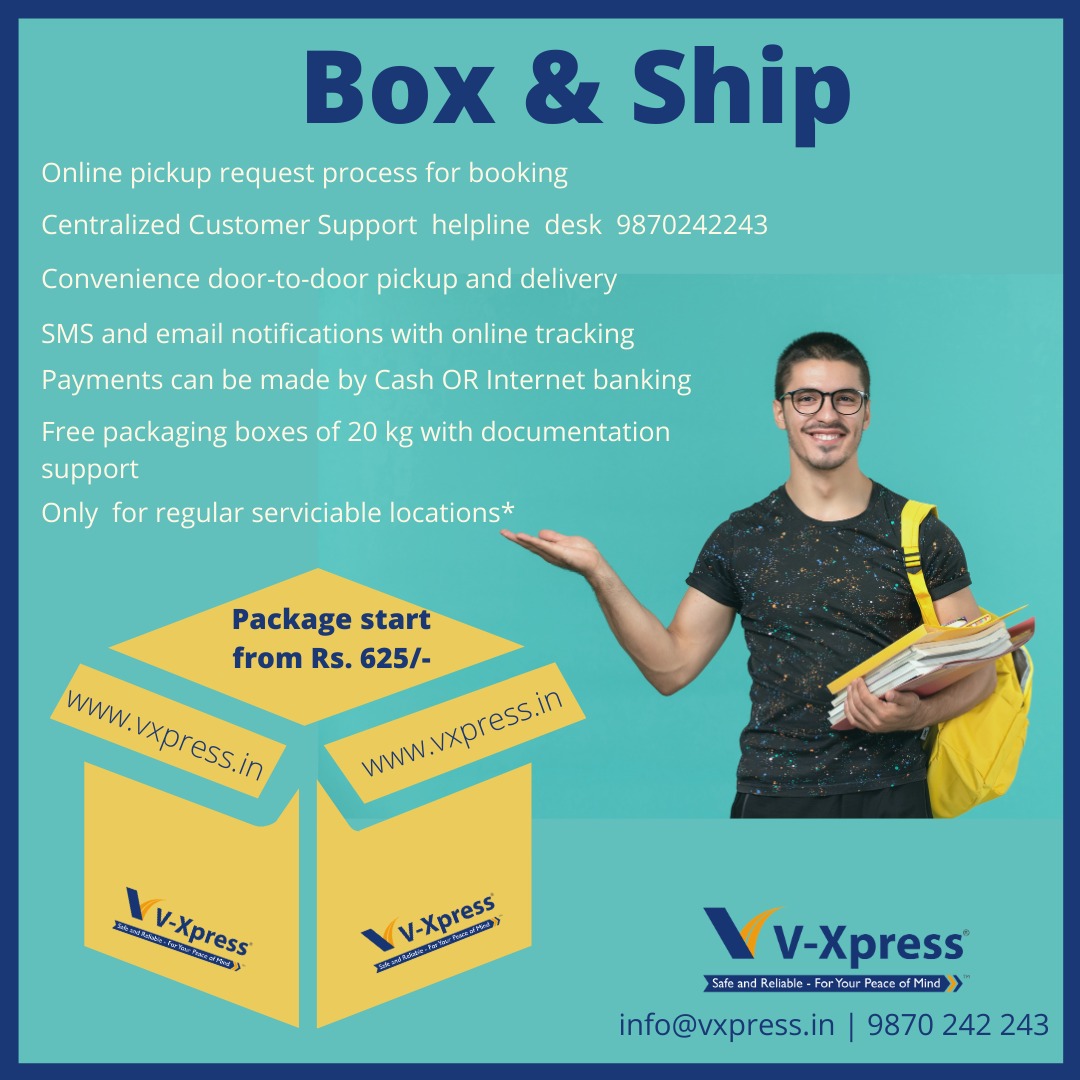 Box & Ship
Online pickup request process for booking
Centralized Customer Support helpline desk 9870242243
Convenience door-to-door pickup and delivery
SMS and email notifications with online tracking
Payments can be made by Cash OR Internet banking
Free packaging boxes of 20 kg with documentation
support
Only for regular serviciable locations*
Package start
from Rs. 625/-
www.vxpress.in
www.vxpress.in
V-Xpress®
Safe and Reliable - For Your Peace of Mind
V-Xpress®
Safe and Reliable - For Your Peace of Mind
V-Xpress®
Safe and Reliable - For Your Peace of Mind ™
info@vxpress.in | 9870 242 243